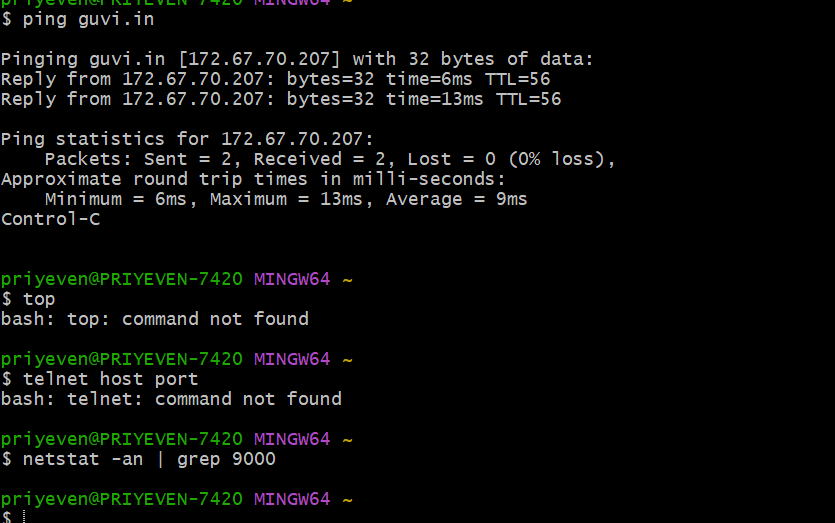 priyeven@PRIYEVEN-7420 MINGW64 ~
$ ping guvi.in
Pinging guvi.in [172.67.70.207] with 32 bytes of data:
Reply from 172.67.70.207: bytes=32 time=6ms TTL=56
Reply from 172.67.70.207: bytes=32 time=13ms TTL=56
Ping statistics for 172.67.70.207:
    Packets: Sent = 2, Received = 2, Lost = 0 (0% loss),
Approximate round trip times in milli-seconds:
    Minimum = 6ms, Maximum = 13ms, Average = 9ms
Control-C
priyeven@PRIYEVEN-7420 MINGW64 ~
$ top
bash: top: command not found
priyeven@PRIYEVEN-7420 MINGW64 ~
$ telnet host port
bash: telnet: command not found
priyeven@PRIYEVEN-7420 MINGW64 ~
$ netstat -an | grep 9000
priyeven@PRIYEVEN-7420 MINGW64 ~
$